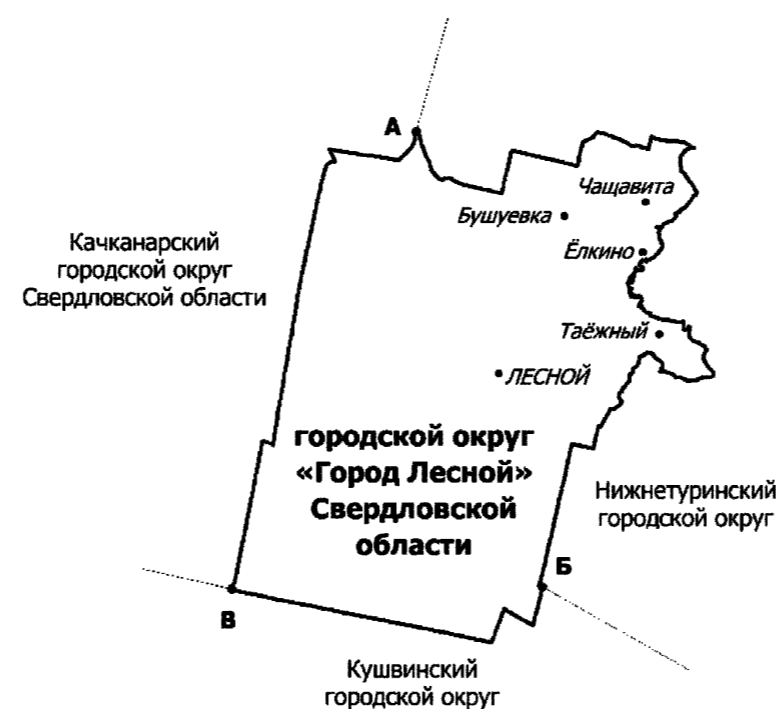 А
Чащавита
Бушуевка
Качканарский
городской округ
Свердловской области
Ёлкино
Таёжный
ЛЕСНОЙ
городской округ
«Город Лесной»
Свердловской
области
Нижнетуринский
городской округ
Б
В
Кушвинский
городской округ